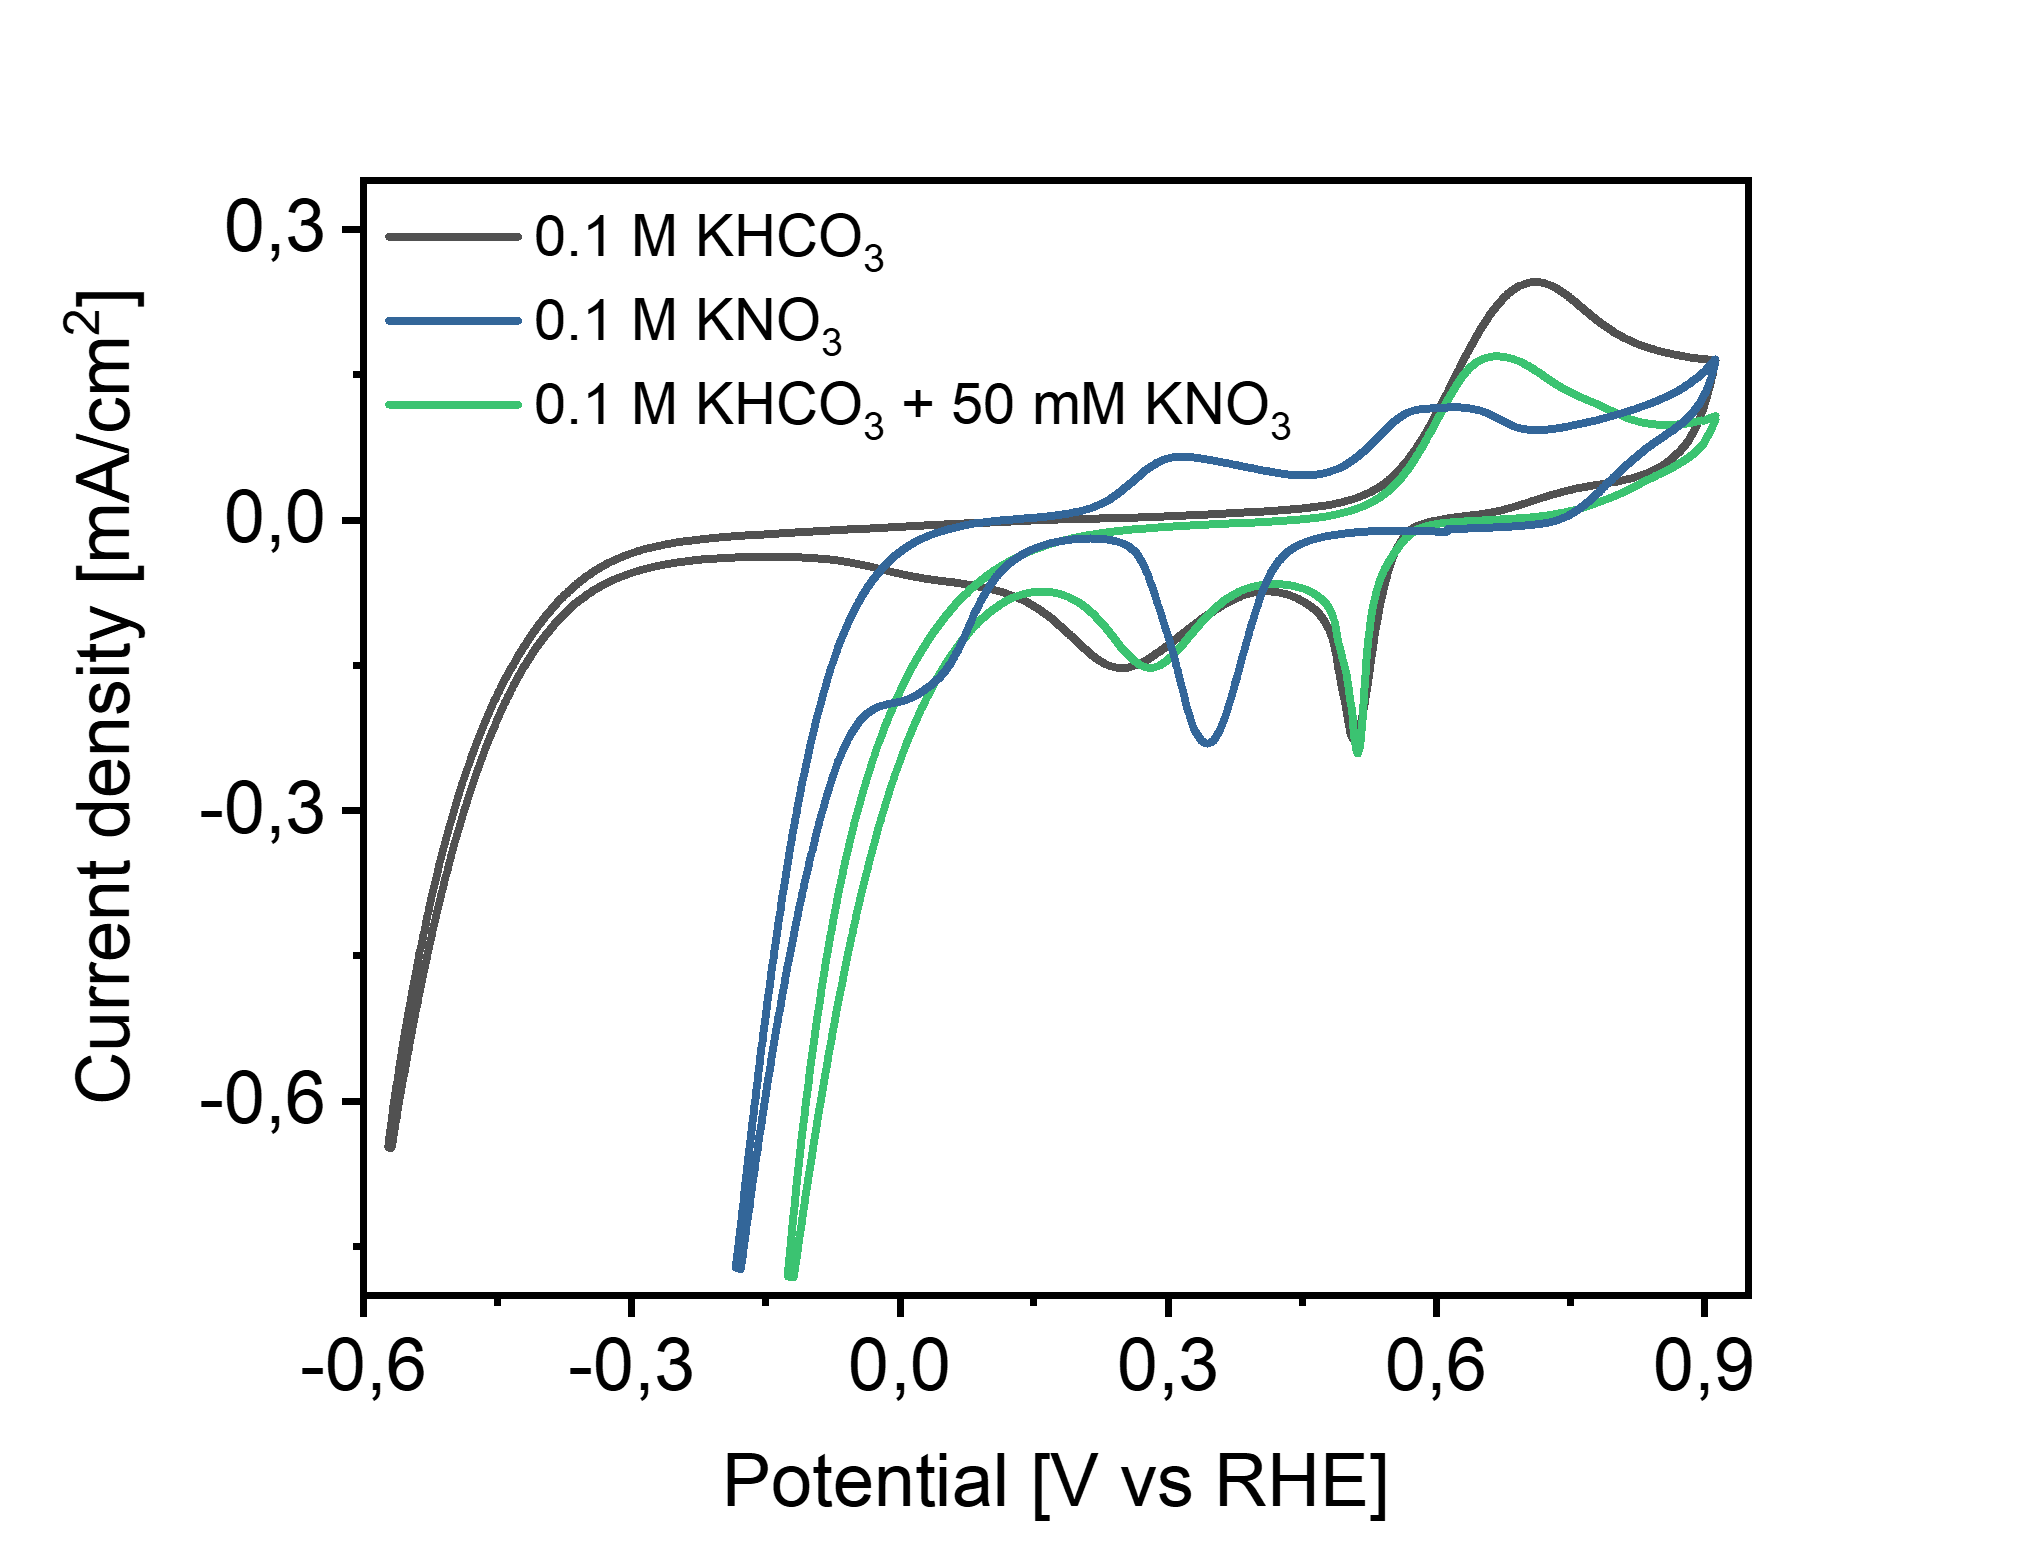 0.1 M KHCO₃
0.1 M KNO₃
0.1 M KHCO₃ + 50 mM KNO₃
0,3
0,0
-0,3
-0,6
Current density [mA/cm²]
-0,6 -0,3 0,0 0,3 0,6 0,9
Potential [V vs RHE]